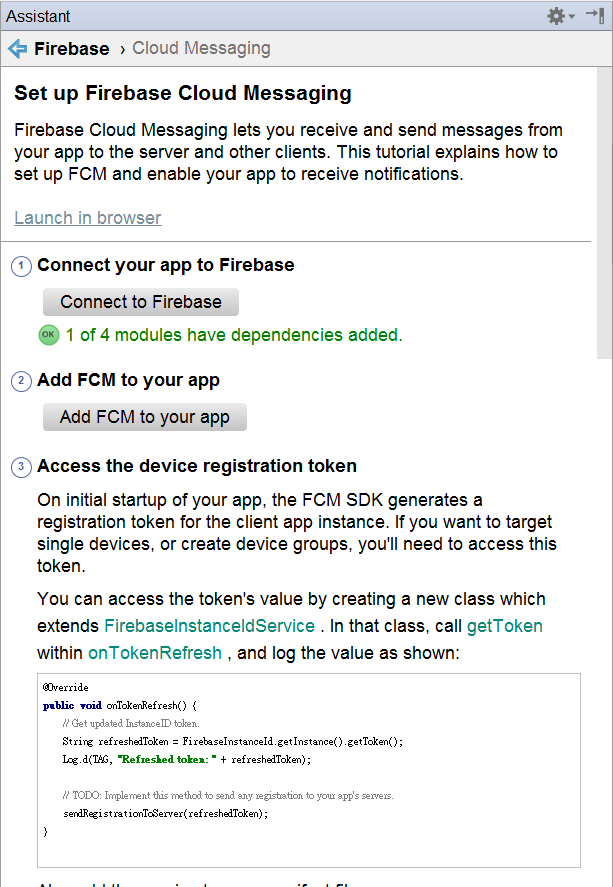 Assistant
Firebase › Cloud Messaging
Set up Firebase Cloud Messaging
Firebase Cloud Messaging lets you receive and send messages from
your app to the server and other clients. This tutorial explains how to
set up FCM and enable your app to receive notifications.
Launch in browser
1 Connect your app to Firebase
Connect to Firebase
OK 1 of 4 modules have dependencies added.
2 Add FCM to your app
Add FCM to your app
3 Access the device registration token
On initial startup of your app, the FCM SDK generates a
registration token for the client app instance. If you want to target
single devices, or create device groups, you'll need to access this
token.
You can access the token's value by creating a new class which
extends FirebaseInstanceIdService . In that class, call getToken
within onTokenRefresh , and log the value as shown:
@Override
public void onTokenRefresh() {
// Get updated InstanceID token.
String refreshedToken = FirebaseInstanceId.getInstance().getToken();
Log.d(TAG, "Refreshed token: " + refreshedToken);
// TODO: Implement this method to send any registration to your app's servers.
sendRegistrationToServer(refreshedToken);
}